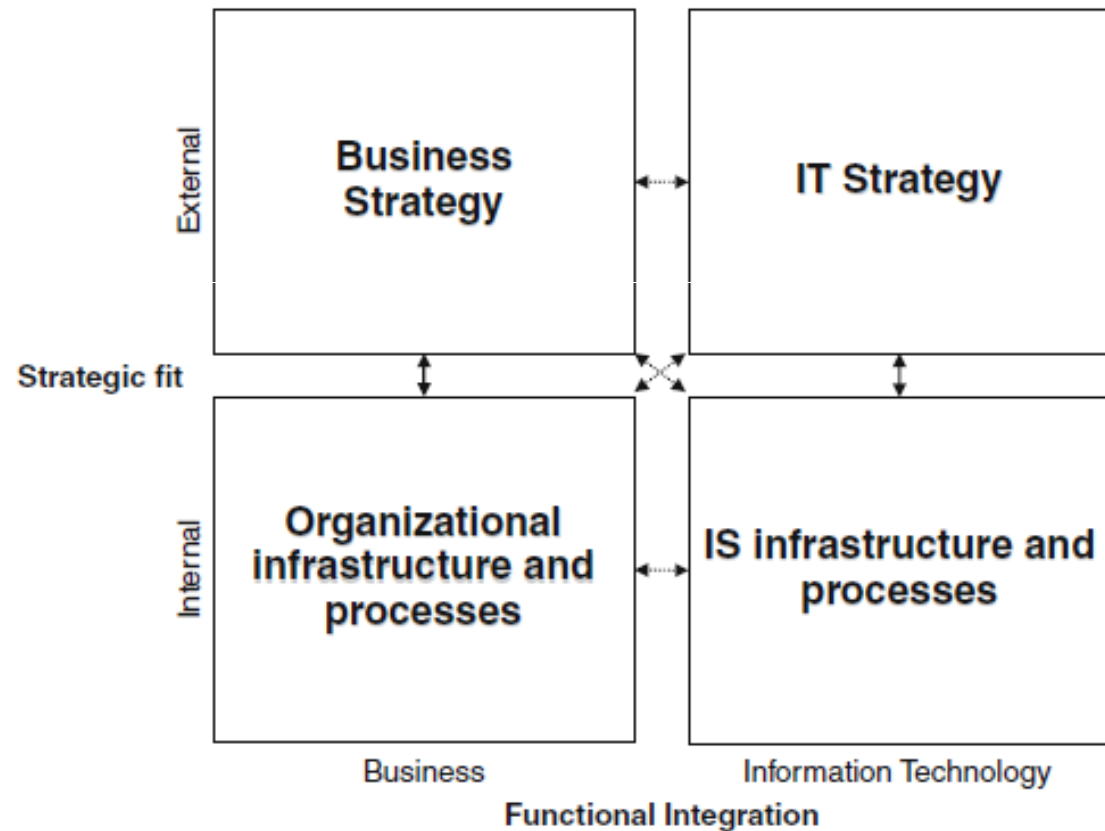 External
Business
Strategy
IT Strategy
Strategic fit
Internal
Organizational
infrastructure and
processes
IS infrastructure and
processes
Business
Information Technology
Functional Integration